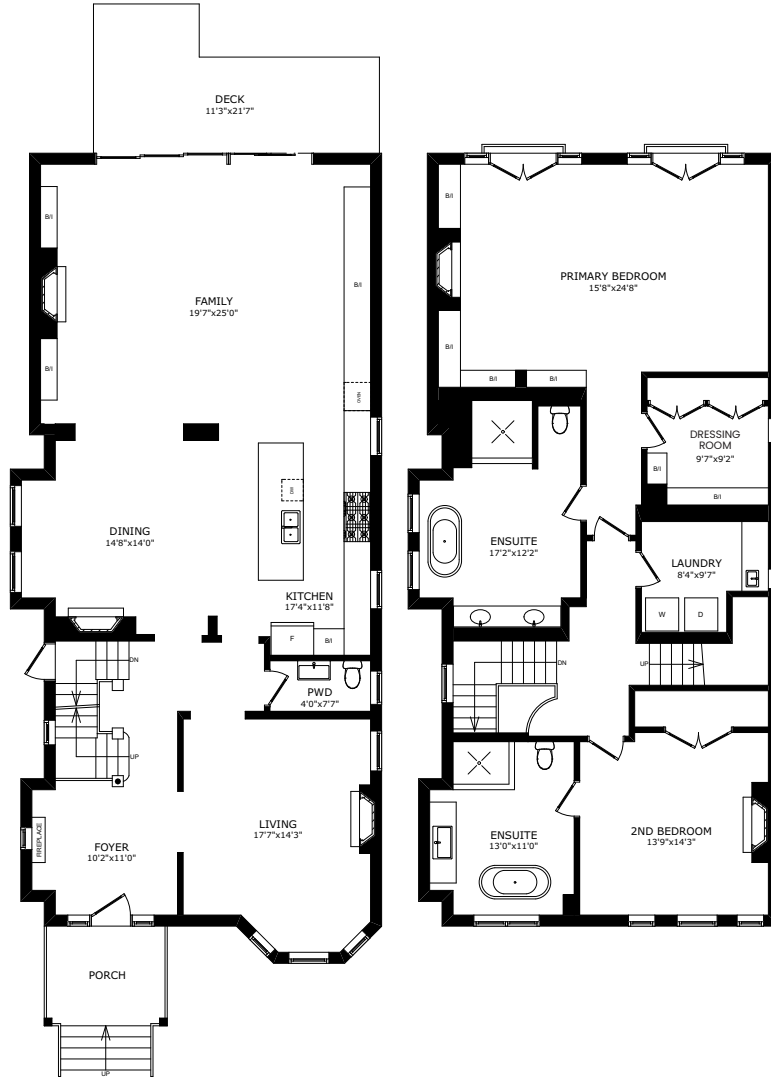 DECK
11'3"x21'7"
B/I
FAMILY
19'7"x25'0"
B/I
B/I
OVEN
DW
DINING
14'8"x14'0"
KITCHEN
17'4"x11'8"
F
B/I
DN
PWD
4'0"x7'7"
UP
LIVING
17'7"x14'3"
FIREPLACE
FOYER
10'2"x11'0"
PORCH
UP
B/I
PRIMARY BEDROOM
15'8"x24'8"
B/I
B/I
B/I
DRESSING
ROOM
9'7"x9'2"
B/I
B/I
ENSUITE
17'2"x12'2"
LAUNDRY
8'4"x9'7"
W
D
DN
UP
ENSUITE
13'0"x11'0"
2ND BEDROOM
13'9"x14'3"